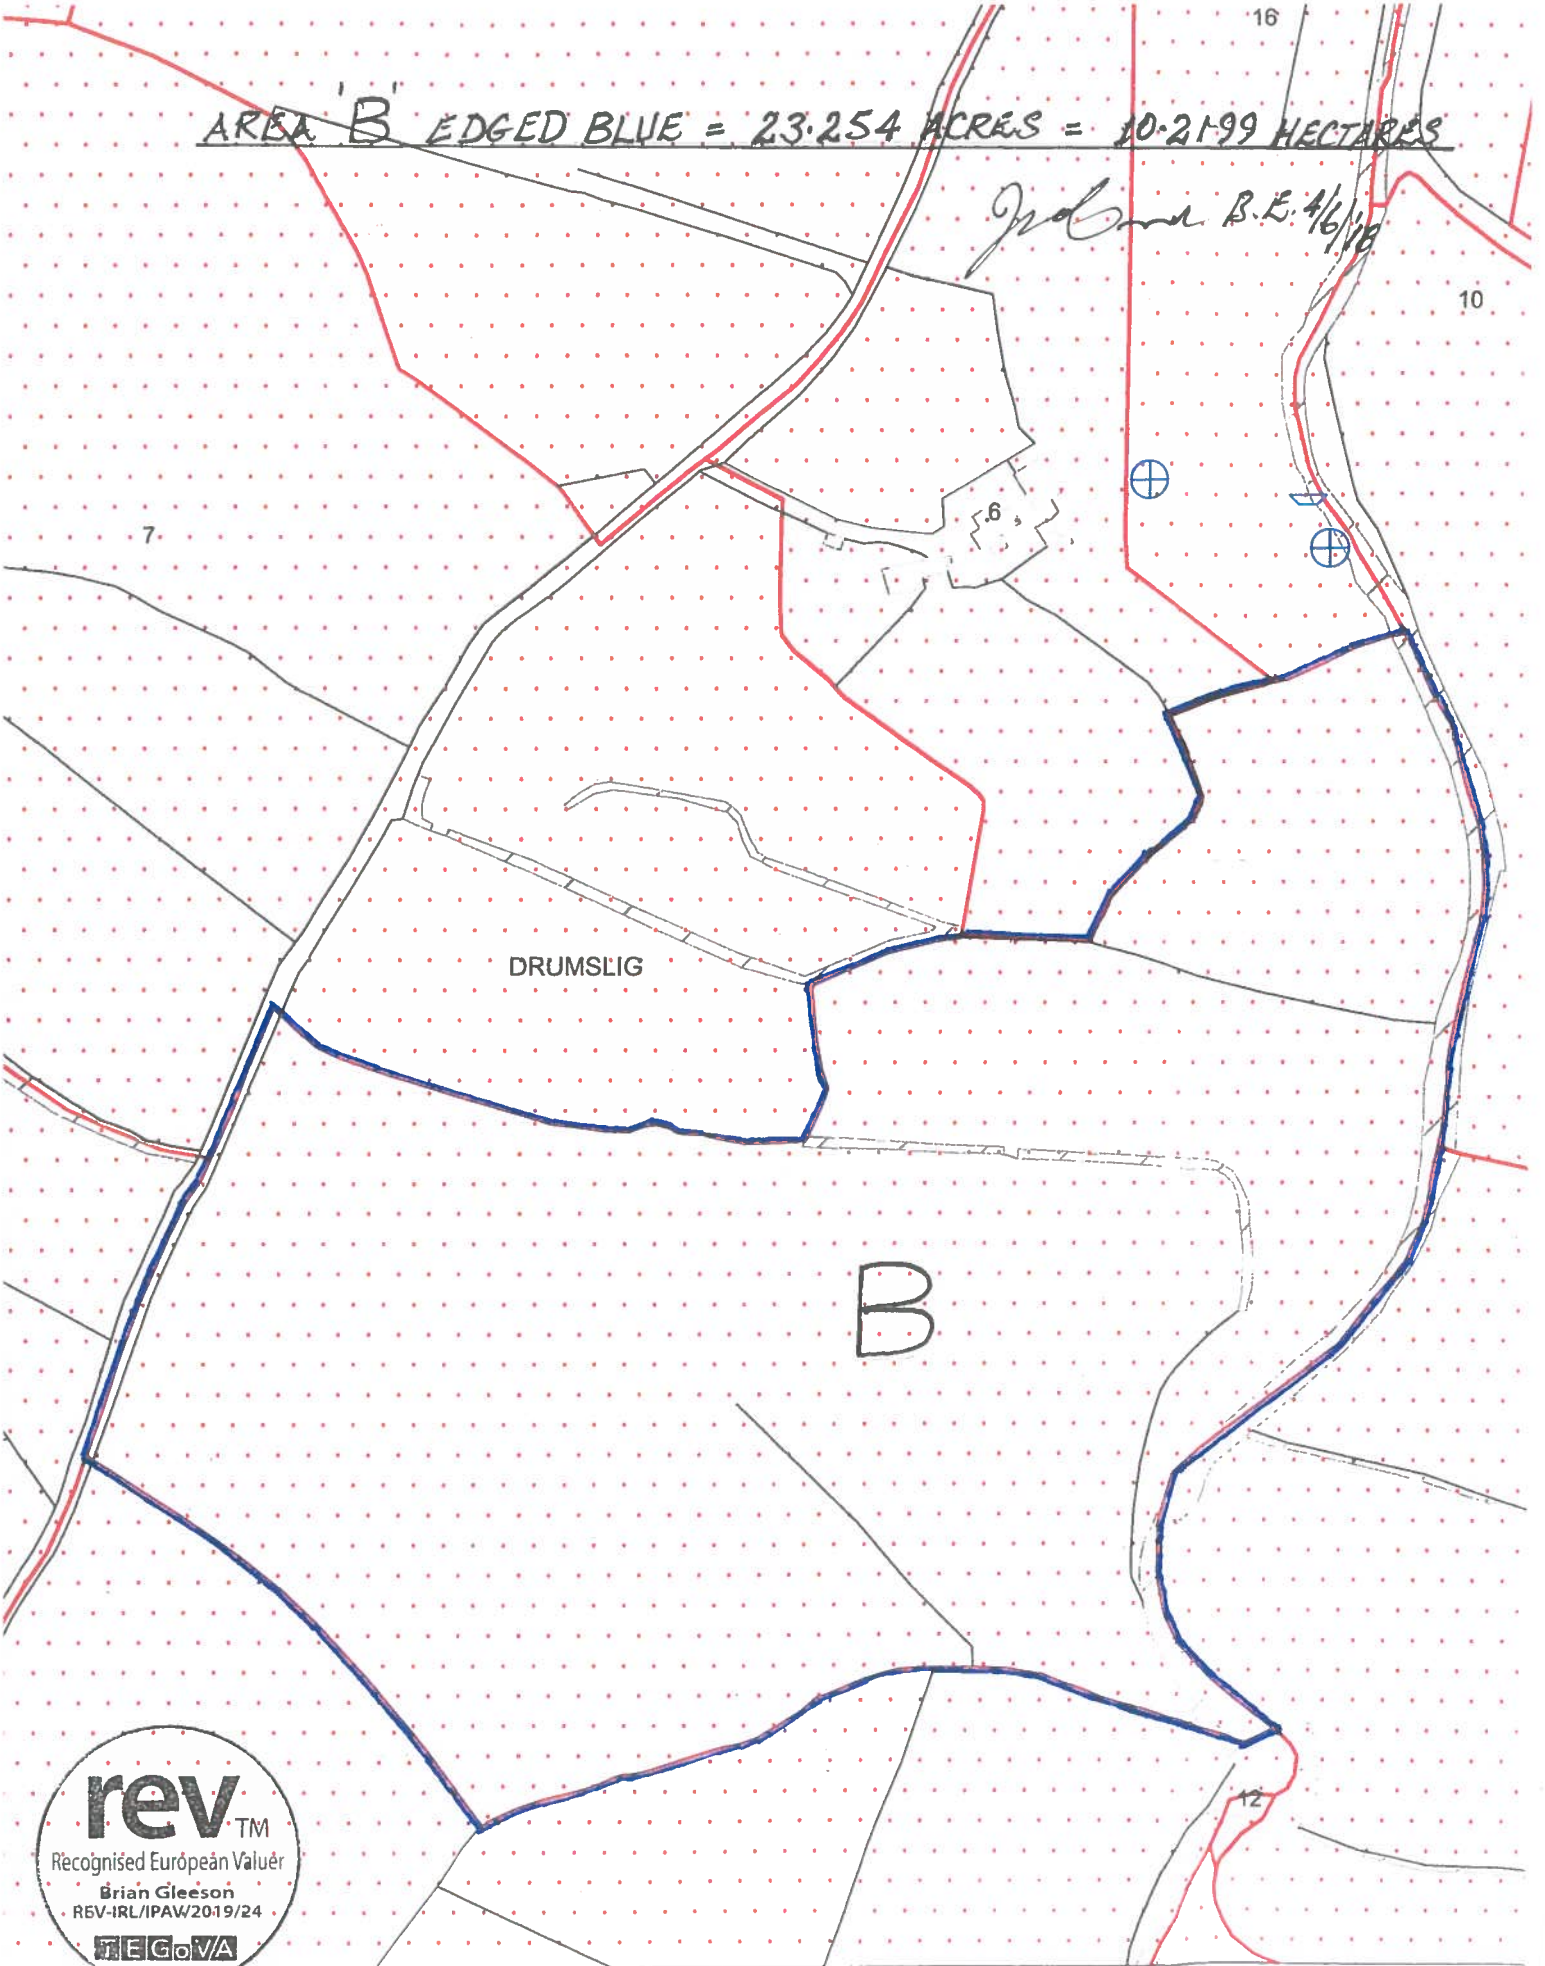 16
AREA 'B' EDGED BLUE = 23.254 ACRES = 10.2199 HECTARES
B.E. 4/6/18
10
7
6
DRUMSLIG
B
12
rev TM
Recognised European Valuer
Brian Gleeson
REV-IRL/IPAV/2019/24
TEGoVA